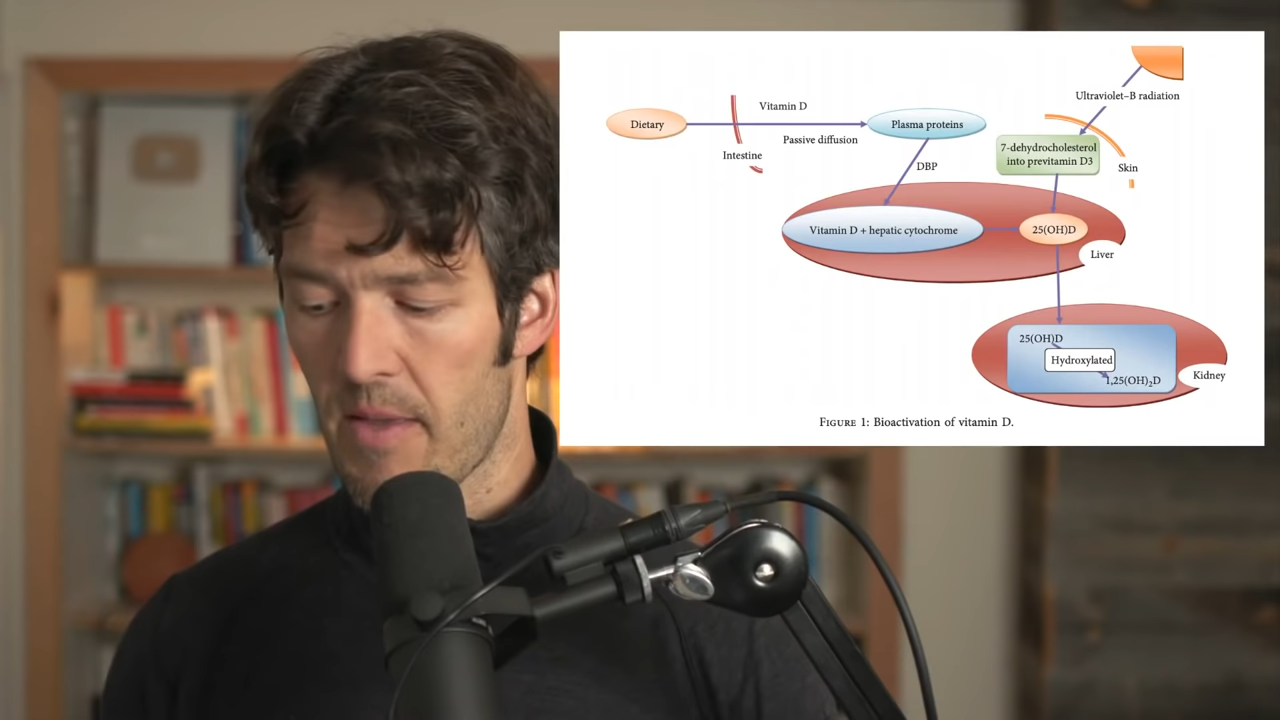 Ultraviolet–B radiation
Vitamin D
Dietary
Plasma proteins
Passive diffusion
Intestine
7-dehydrocholesterol
into previtamin D3
Skin
DBP
Vitamin D + hepatic cytochrome
25(OH)D
Liver
25(OH)D
Hydroxylated
1,25(OH)₂D
Kidney
FIGURE 1: Bioactivation of vitamin D.